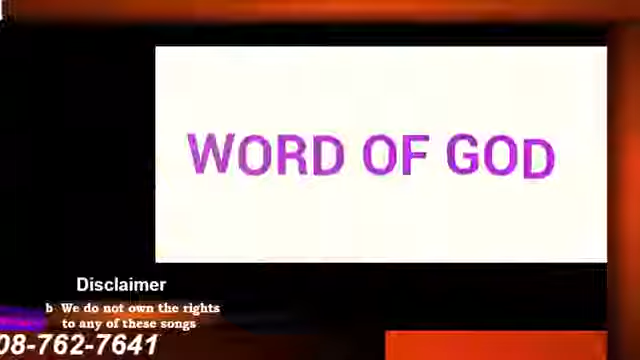 WORD OF GOD
Disclaimer
b We do not own the rights
to any of these songs
08-762-7641